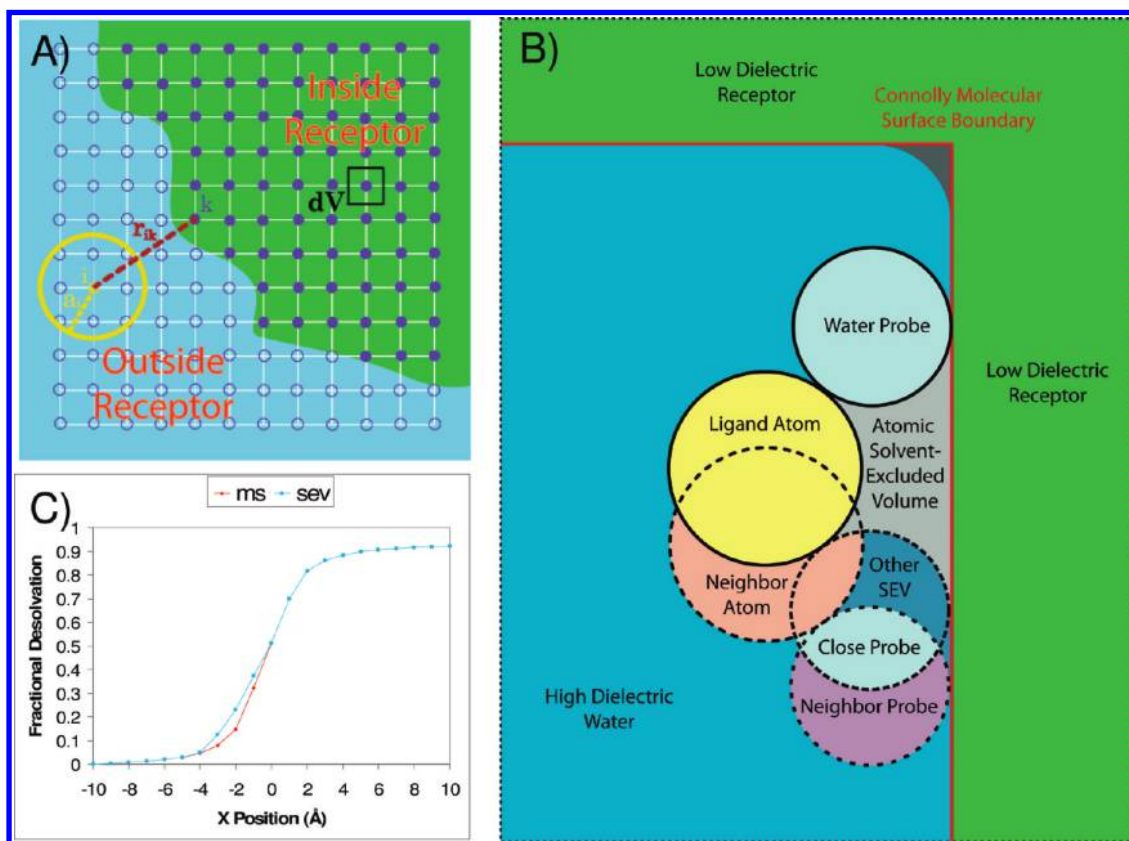 A)
Inside
Receptor
dV
k
r_ik
i
a_i
Outside
Receptor
B)
Low Dielectric
Receptor
Connolly Molecular
Surface Boundary
Water Probe
Low Dielectric
Receptor
Ligand Atom
Atomic
Solvent-
Excluded
Volume
Neighbor
Atom
Other
SEV
Close Probe
Neighbor Probe
High Dielectric
Water
C)
ms sev
Fractional Desolvation
1
0.9
0.8
0.7
0.6
0.5
0.4
0.3
0.2
0.1
0
-10 -8 -6 -4 -2 0 2 4 6 8 10
X Position (Å)